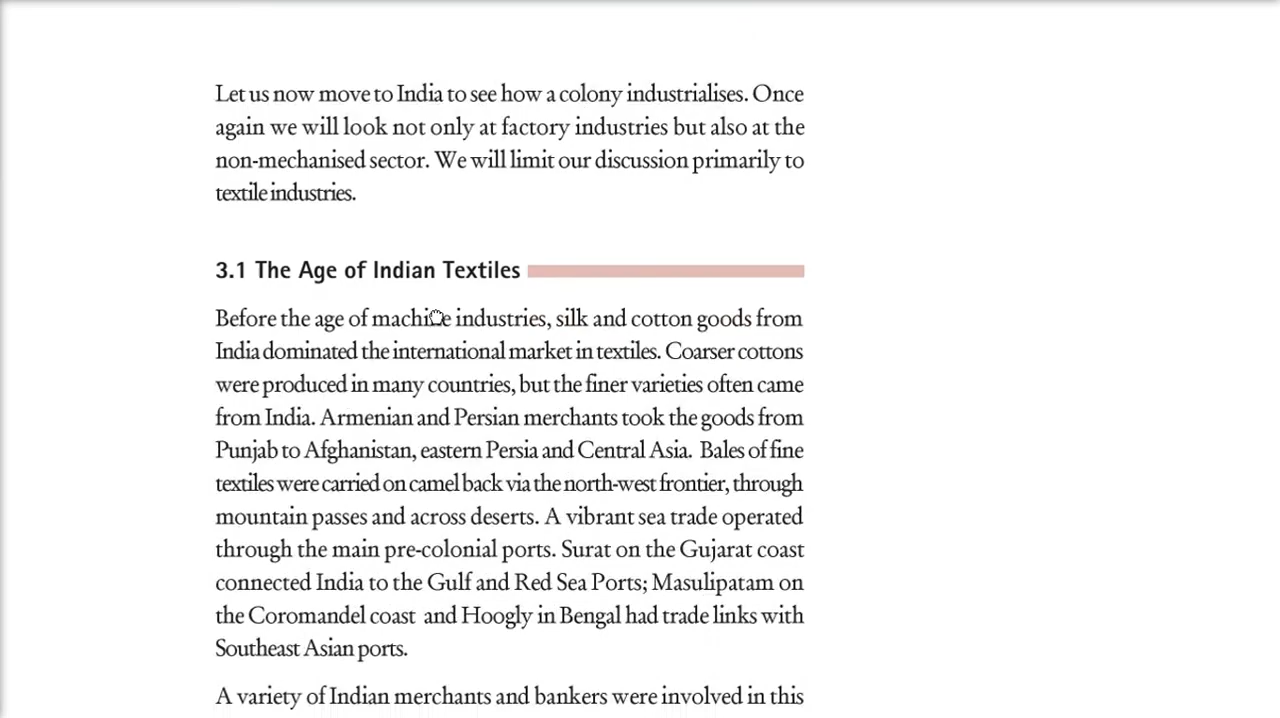 Let us now move to India to see how a colony industrialises. Once
again we will look not only at factory industries but also at the
non-mechanised sector. We will limit our discussion primarily to
textile industries.
3.1 The Age of Indian Textiles
Before the age of machine industries, silk and cotton goods from
India dominated the international market in textiles. Coarser cottons
were produced in many countries, but the finer varieties often came
from India. Armenian and Persian merchants took the goods from
Punjab to Afghanistan, eastern Persia and Central Asia. Bales of fine
textiles were carried on camel back via the north-west frontier, through
mountain passes and across deserts. A vibrant sea trade operated
through the main pre-colonial ports. Surat on the Gujarat coast
connected India to the Gulf and Red Sea Ports; Masulipatam on
the Coromandel coast and Hoogly in Bengal had trade links with
Southeast Asian ports.
A variety of Indian merchants and bankers were involved in this